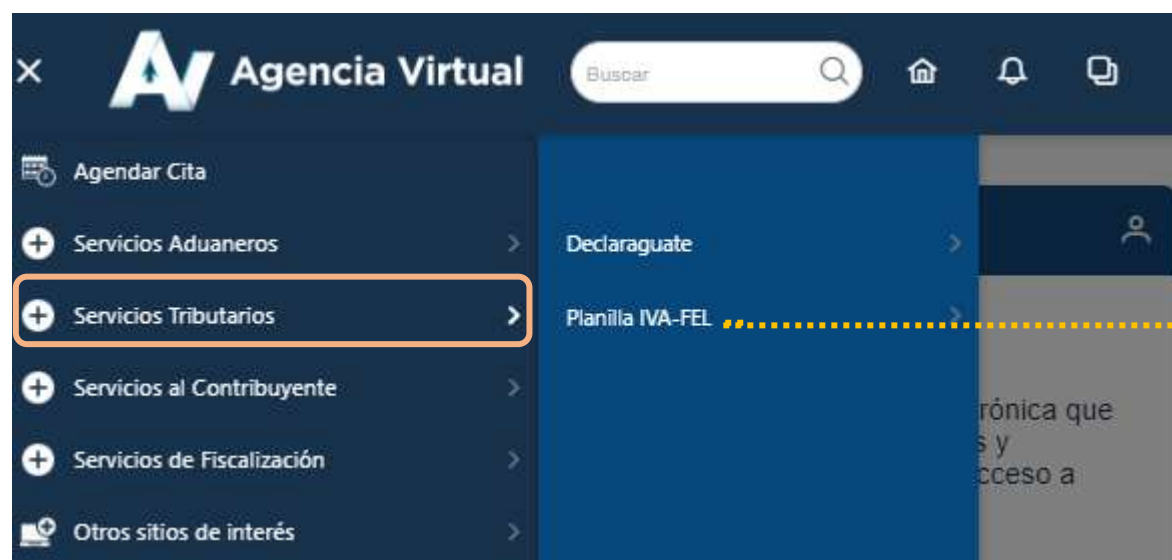 Agencia Virtual
Buscar
Agendar Cita
Servicios Aduaneros
Servicios Tributarios
Servicios al Contribuyente
Servicios de Fiscalización
Otros sitios de interés
Declaraguate
Planilla IVA-FEL
rónica que
s y
cceso a